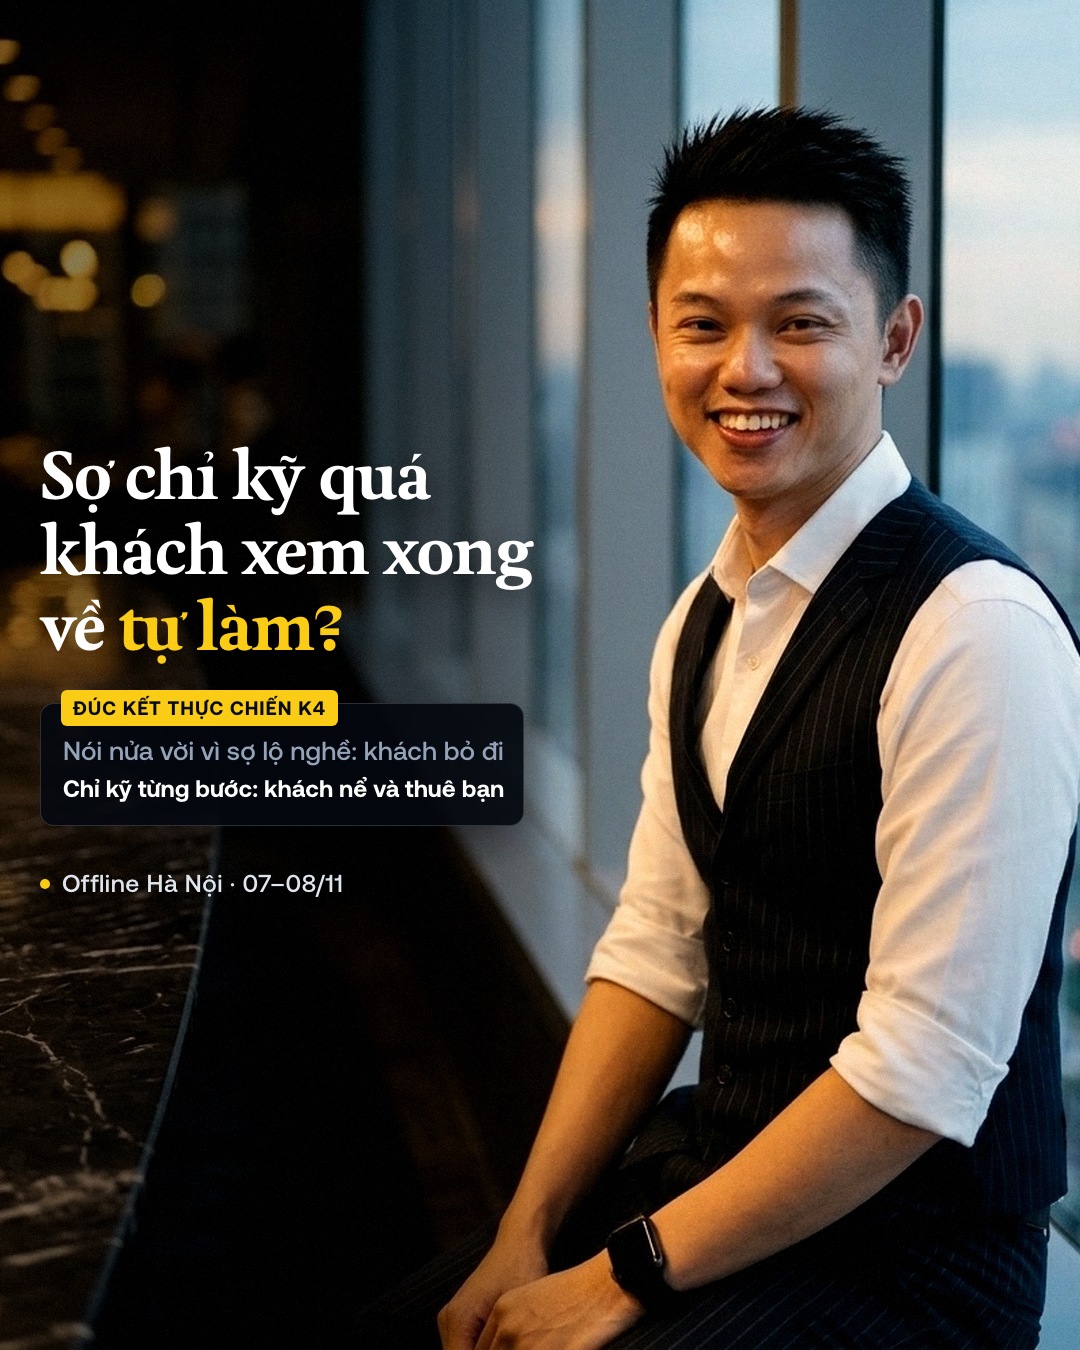 Sợ chỉ kỹ quá
khách xem xong
về tự làm?
ĐÚC KẾT THỰC CHIẾN K4
Nói nửa vời vì sợ lộ nghề: khách bỏ đi
Chỉ kỹ từng bước: khách nể và thuê bạn
Offline Hà Nội · 07–08/11